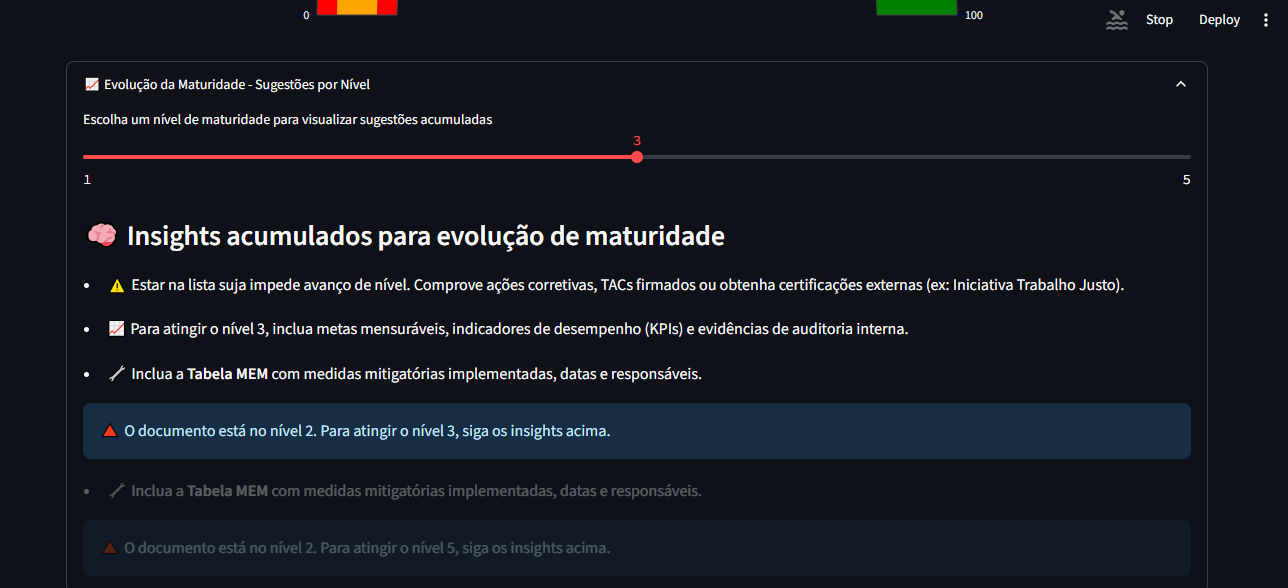 0
100
Stop
Deploy
Evolução da Maturidade - Sugestões por Nível
Escolha um nível de maturidade para visualizar sugestões acumuladas
3
1
5
Insights acumulados para evolução de maturidade
Estar na lista suja impede avanço de nível. Comprove ações corretivas, TACs firmados ou obtenha certificações externas (ex: Iniciativa Trabalho Justo).
Para atingir o nível 3, inclua metas mensuráveis, indicadores de desempenho (KPIs) e evidências de auditoria interna.
Inclua a Tabela MEM com medidas mitigatórias implementadas, datas e responsáveis.
O documento está no nível 2. Para atingir o nível 3, siga os insights acima.
Inclua a Tabela MEM com medidas mitigatórias implementadas, datas e responsáveis.
O documento está no nível 2. Para atingir o nível 5, siga os insights acima.